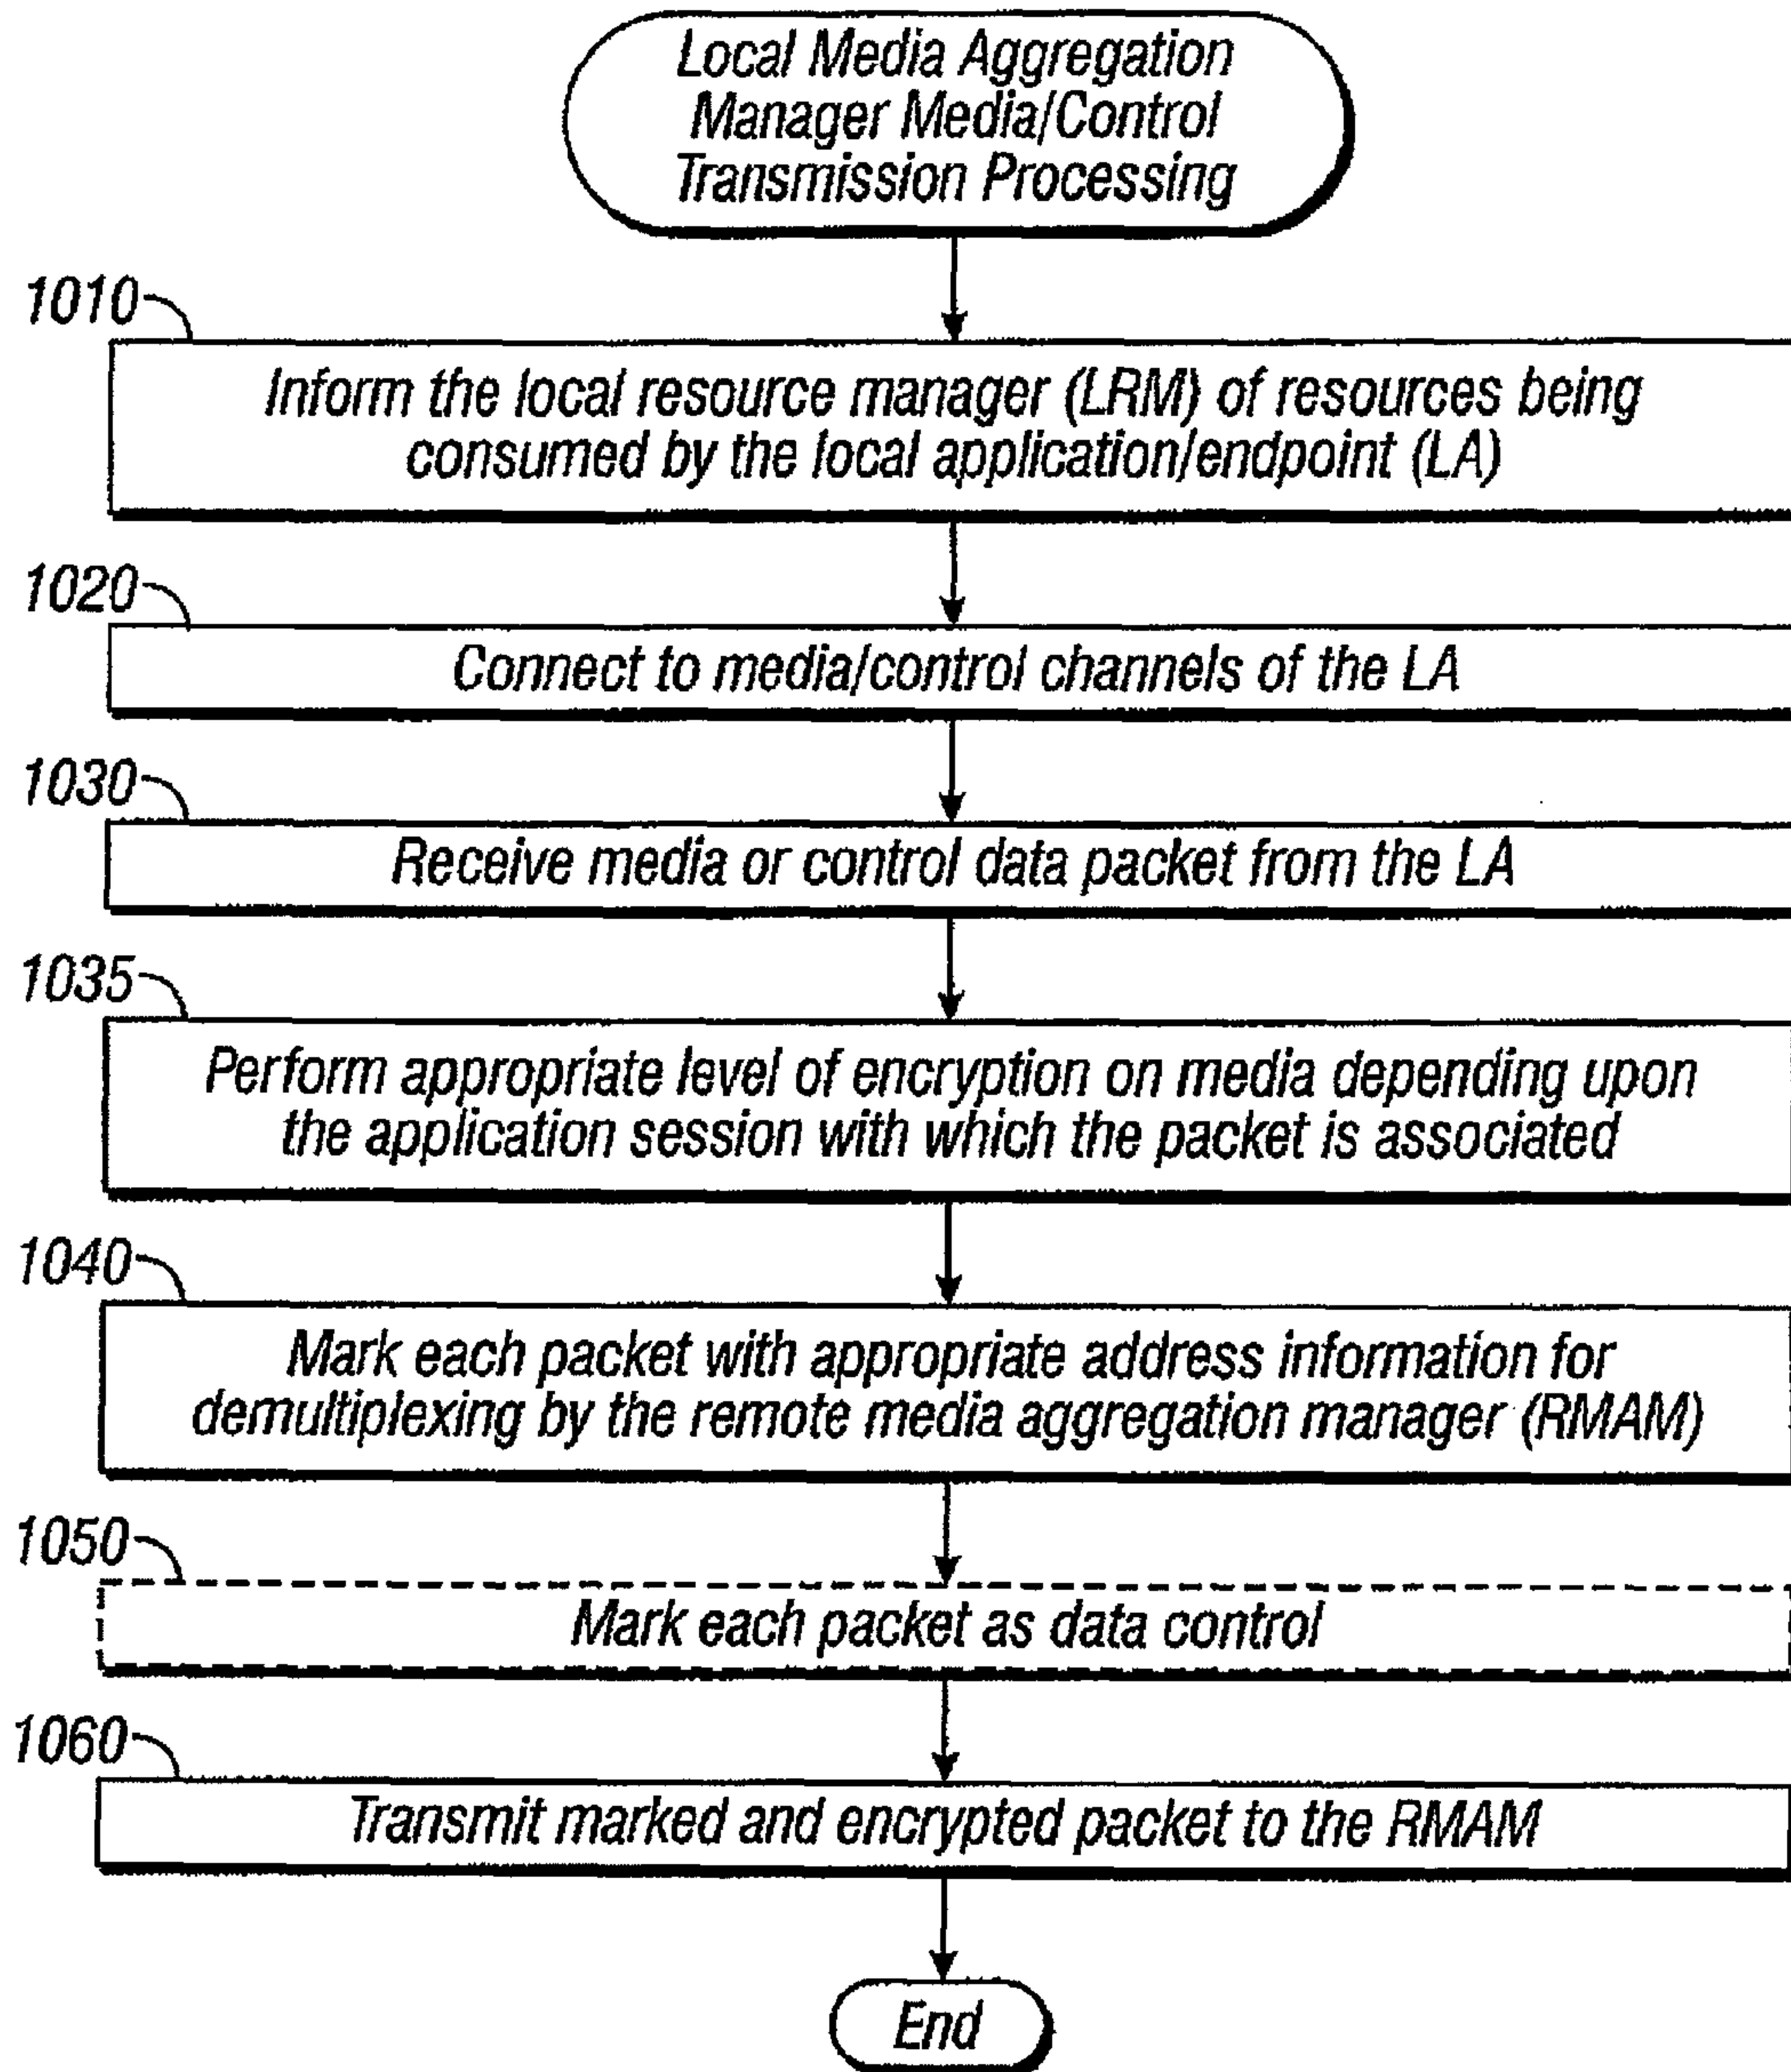 Local Media Aggregation
Manager Media/Control
Transmission Processing
1010
Inform the local resource manager (LRM) of resources being
consumed by the local application/endpoint (LA)
1020
Connect to media/control channels of the LA
1030
Receive media or control data packet from the LA
1035
Perform appropriate level of encryption on media depending upon
the application session with which the packet is associated
1040
Mark each packet with appropriate address information for
demultiplexing by the remote media aggregation manager (RMAM)
1050
Mark each packet as data control
1060
Transmit marked and encrypted packet to the RMAM
End